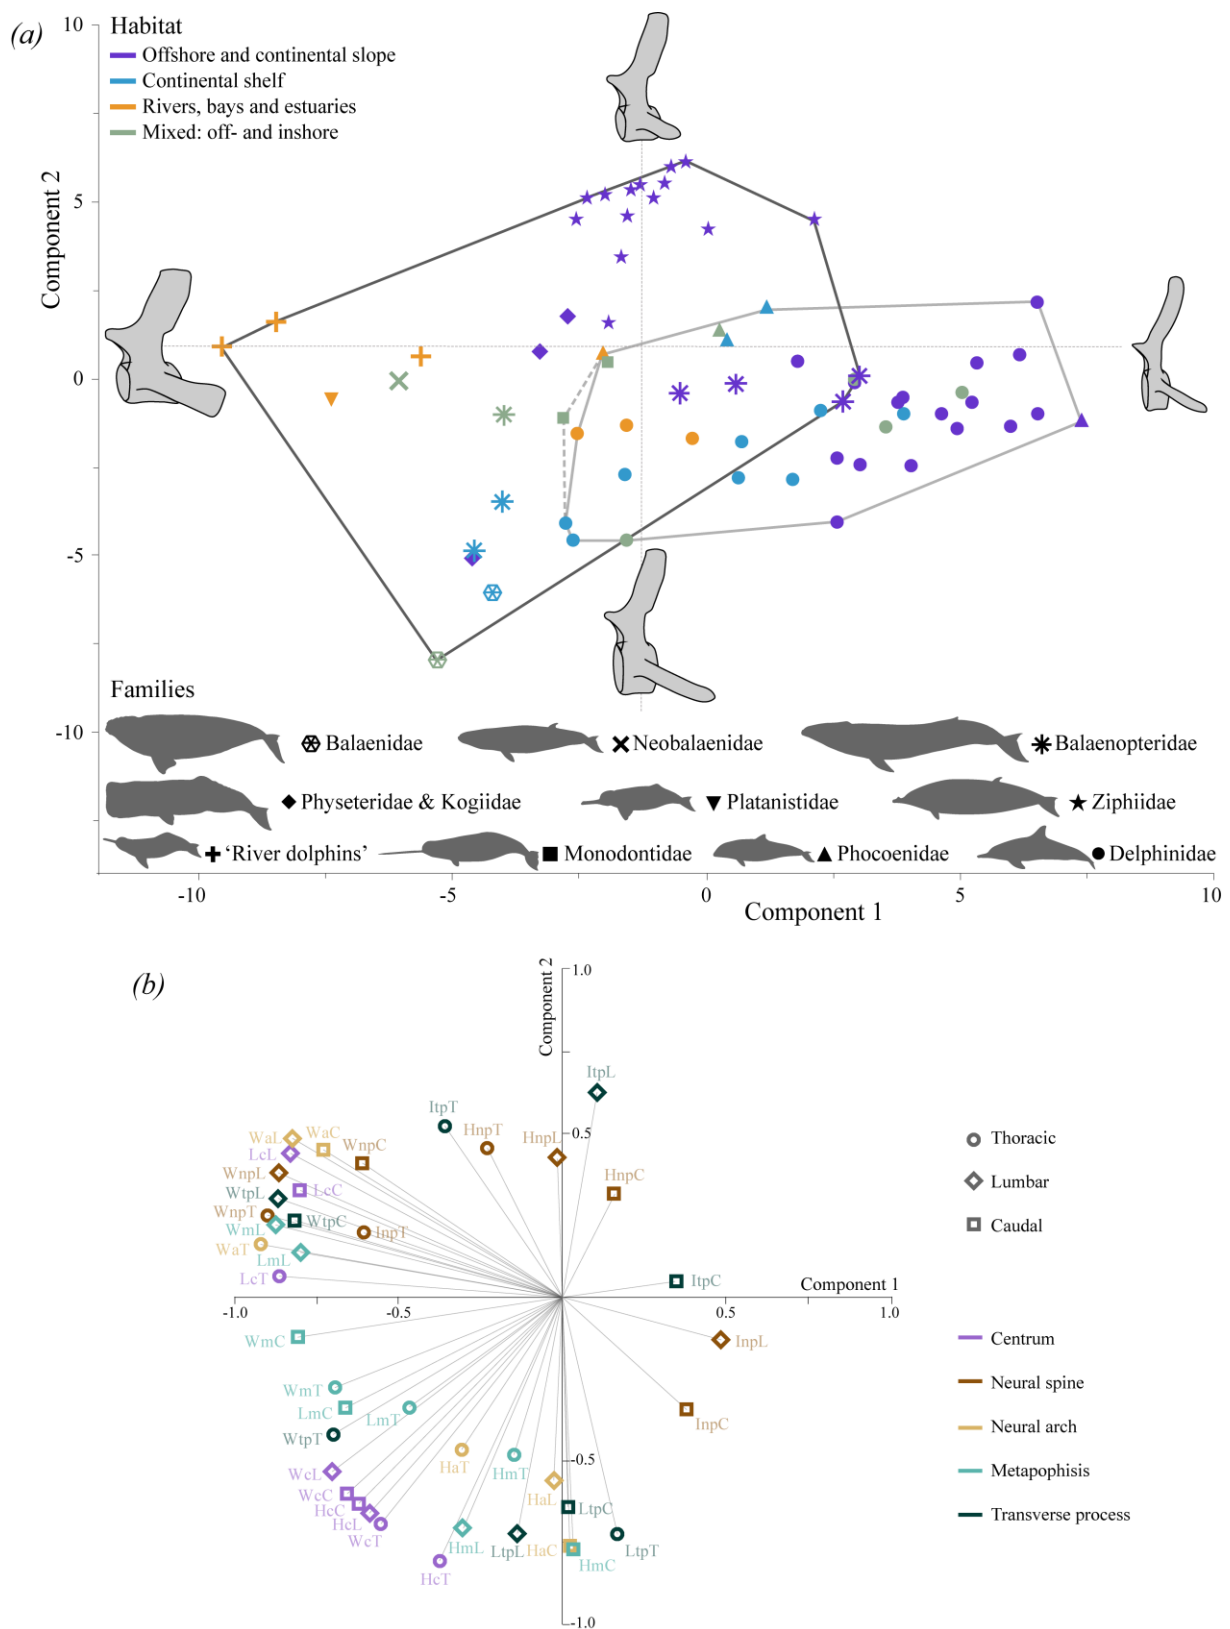 (a)
Habitat
Offshore and continental slope
Continental shelf
Rivers, bays and estuaries
Mixed: off- and inshore
Component 2
10
5
0
-5
-10
Families
Balaenidae
Neobalaenidae
Balaenopteridae
Physeteridae & Kogiidae
Platanistidae
Ziphiidae
‘River dolphins’
Monodontidae
Phocoenidae
Delphinidae
-10 -5 0 5 10
Component 1
(b)
Component 2
1.0
0.5
-0.5
-1.0
Component 1
-1.0 -0.5 0.5 1.0
ItpL
ItpT
HnpT
HnpL
WaL
WaC
WnpC
LcL
WnpL
HnpC
LcC
WtpL
WnpT
WtpC
InpT
WmL
WaT
LmL
LcT
ItpC
WmC
InpL
WmT
LmC
LmT
InpC
WtpT
HaT
HmT
WcL
HaL
WcC
HcC
LtpC
HcL
WcT
HmL
LtpL
HaC
LtpT
HmC
HcT
Thoracic
Lumbar
Caudal
Centrum
Neural spine
Neural arch
Metapophisis
Transverse process